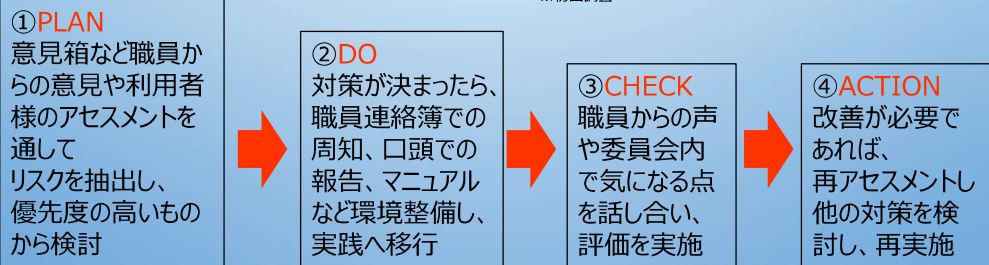 ①PLAN
意見箱など職員か
らの意見や利用者
様のアセスメントを
通して
リスクを抽出し、
優先度の高いもの
から検討
②DO
対策が決まったら、
職員連絡簿での
周知、口頭での
報告、マニュアル
など環境整備し、
実践へ移行
③CHECK
職員からの声
や委員会内
で気になる点
を話し合い、
評価を実施
④ACTION
改善が必要で
あれば、
再アセスメントし
他の対策を検
討し、再実施